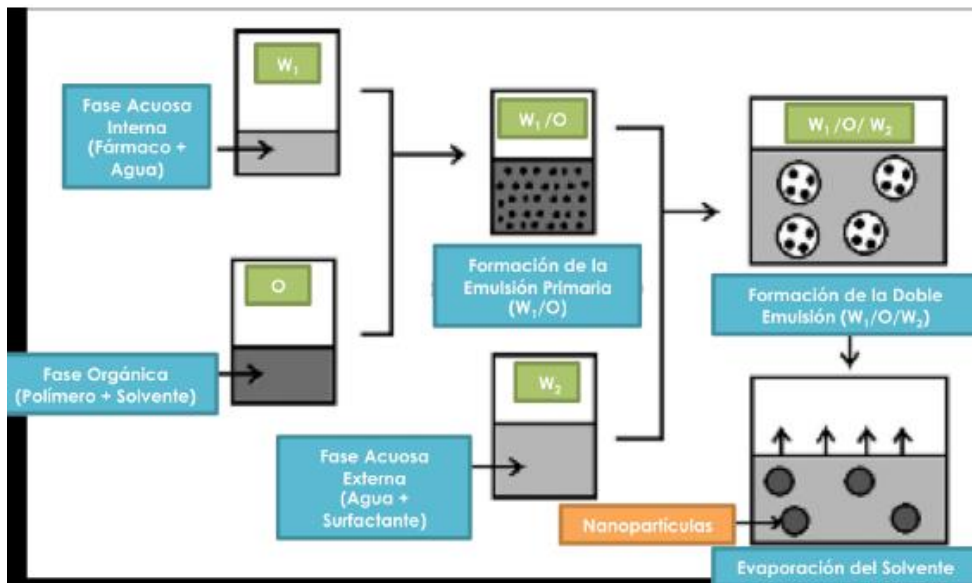 W₁
Fase Acuosa
Interna
(Fármaco +
Agua)
O
Fase Orgánica
(Polímero + Solvente)
W₁ /O
Formación de la
Emulsión Primaria
(W₁/O)
W₂
Fase Acuosa
Externa
(Agua +
Surfactante)
W₁/O/ W₂
Formación de la Doble
Emulsión (W₁/O/W₂)
Nanopartículas
Evaporación del Solvente